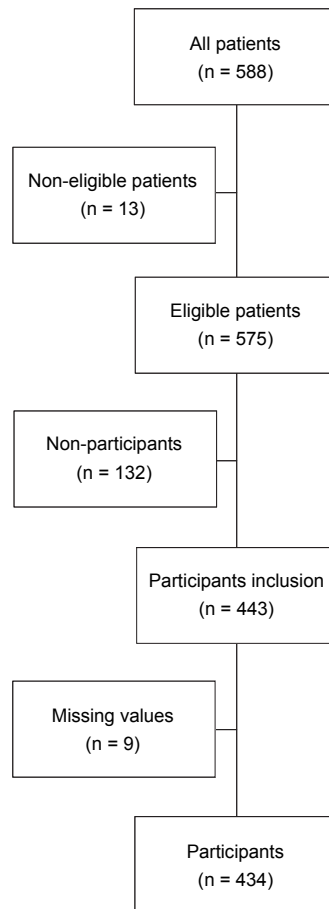 All patients
(n = 588)
Non-eligible patients
(n = 13)
Eligible patients
(n = 575)
Non-participants
(n = 132)
Participants inclusion
(n = 443)
Missing values
(n = 9)
Participants
(n = 434)